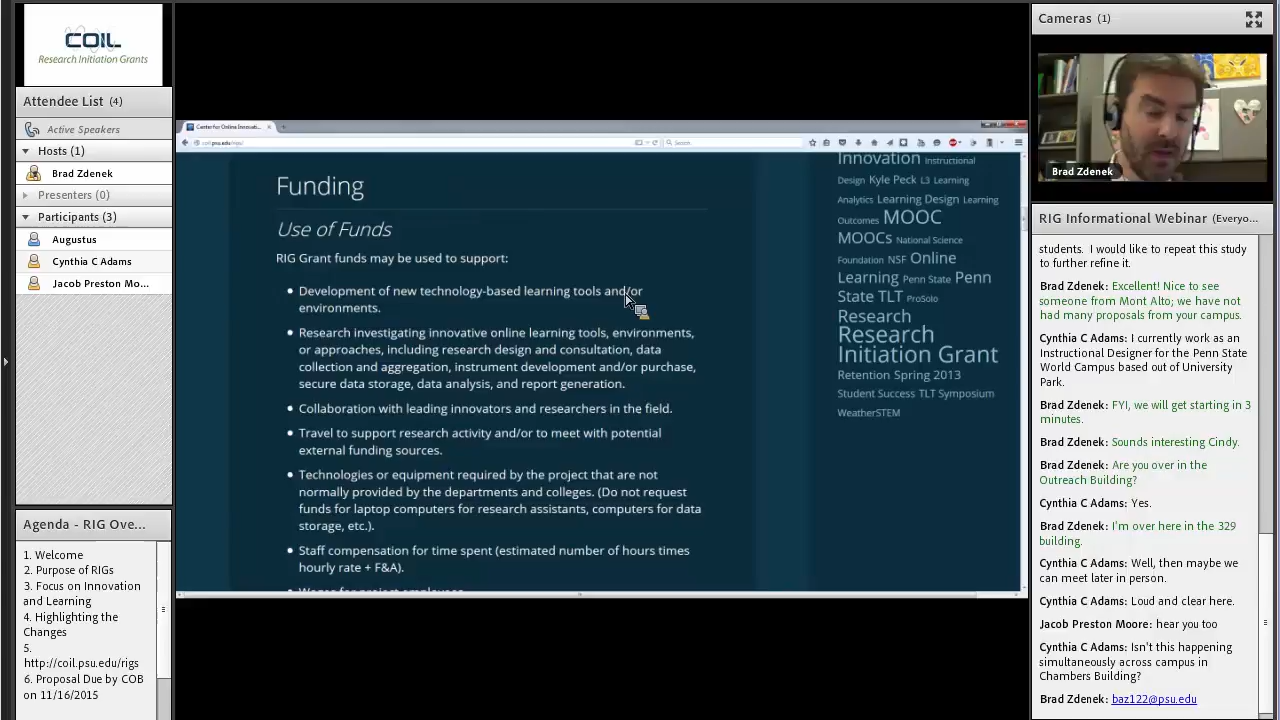 COIL
Research Initiation Grants
Attendee List (4)
Active Speakers
Hosts (1)
Brad Zdenek
Presenters (0)
Participants (3)
Augustus
Cynthia C Adams
Jacob Preston Mo...
Agenda - RIG Ove...
1. Welcome
2. Purpose of RIGs
3. Focus on Innovation
and Learning
4. Highlighting the
Changes
5.
http://coil.psu.edu/rigs
6. Proposal Due by COB
on 11/16/2015
Center for Online Innovati...
coil.psu.edu/rigs/
Search
Funding
Use of Funds
RIG Grant funds may be used to support:
Development of new technology-based learning tools and/or
environments.
Research investigating innovative online learning tools, environments,
or approaches, including research design and consultation, data
collection and aggregation, instrument development and/or purchase,
secure data storage, data analysis, and report generation.
Collaboration with leading innovators and researchers in the field.
Travel to support research activity and/or to meet with potential
external funding sources.
Technologies or equipment required by the project that are not
normally provided by the departments and colleges. (Do not request
funds for laptop computers for research assistants, computers for data
storage, etc.).
Staff compensation for time spent (estimated number of hours times
hourly rate + F&A).
Wages for project employees
Innovation Instructional
Design Kyle Peck L3 Learning
Analytics Learning Design Learning
Outcomes MOOC
MOOCs National Science
Foundation NSF Online
Learning Penn State Penn
State TLT ProSolo
Research
Research
Initiation Grant
Retention Spring 2013
Student Success TLT Symposium
WeatherSTEM
Cameras (1)
Brad Zdenek
RIG Informational Webinar (Everyo...
students. I would like to repeat this study
to further refine it.
Brad Zdenek: Excellent! Nice to see
someone from Mont Alto; we have not
had many proposals from your campus.
Cynthia C Adams: I currently work as an
Instructional Designer for the Penn State
World Campus based out of University
Park.
Brad Zdenek: FYI, we will get starting in 3
minutes.
Brad Zdenek: Sounds interesting Cindy.
Brad Zdenek: Are you over in the
Outreach Building?
Cynthia C Adams: Yes.
Brad Zdenek: I'm over here in the 329
building.
Cynthia C Adams: Well, then maybe we
can meet later in person.
Cynthia C Adams: Loud and clear here.
Jacob Preston Moore: hear you too
Cynthia C Adams: Isn't this happening
simultaneously across campus in
Chambers Building?
Brad Zdenek: baz122@psu.edu